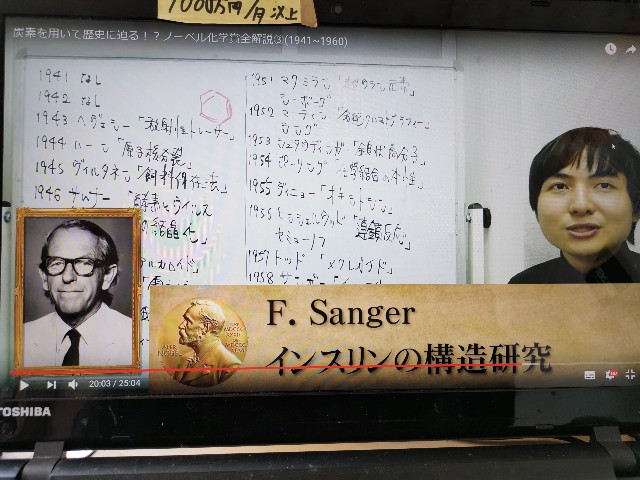 1000万円/月以上
炭素を用いて歴史に迫る!?ノーベル化学賞全解説③(1941~1960)
1941 なし
1942 なし
1943 ヘヴェシー「放射性トレーサー」
1944 ハーン「原子核分裂」
1945 ヴィルタネン「飼料保存法」
1946 サムナー「酵素とウイルス
の結晶化」
1951 マクミラン「超ウラン元素」
シーボーグ
1952 マーティン「分配クロマトグラフィー」
シング
1953 シュタウディンガー「鎖状高分子」
1954 ポーリング「化学結合の本性」
1955 ヴィニョー「オキシトシン」
1956 ヒンシェルウッド「連鎖反応」
セミョーノフ
1957 トッド「ヌクレオチド」
1958 サンガー
F. Sanger
インスリンの構造研究
20:03 / 25:04
TOSHIBA